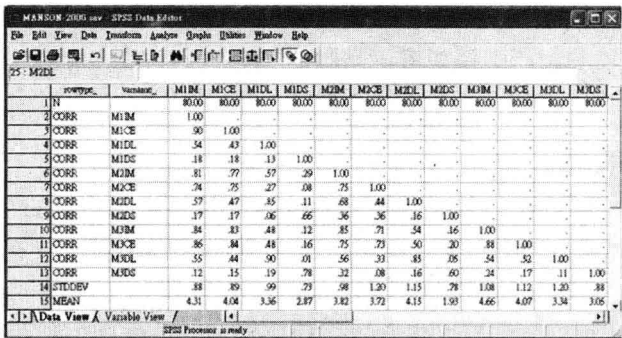 MANSON-2006.sav - SPSS Data Editor
File Edit View Data Transform Analyze Graphs Utilities Window Help
25 : M2DL
rowtype_ varname_ M1IM M1CE M1DL M1DS M2IM M2CE M2DL M2DS M3IM M3CE M3DL M3DS
1 N 80.00 80.00 80.00 80.00 80.00 80.00 80.00 80.00 80.00 80.00 80.00 80.00
2 CORR M1IM 1.00 . . . . . . . . . . .
3 CORR M1CE .90 1.00 . . . . . . . . . .
4 CORR M1DL .54 .43 1.00 . . . . . . . . .
5 CORR M1DS .18 .18 .13 1.00 . . . . . . . .
6 CORR M2IM .81 .77 .57 .29 1.00 . . . . . . .
7 CORR M2CE .74 .75 .27 .08 .75 1.00 . . . . . .
8 CORR M2DL .57 .47 .85 .11 .68 .44 1.00 . . . . .
9 CORR M2DS .17 .17 .06 .66 .36 .36 .16 1.00 . . . .
10 CORR M3IM .84 .83 .48 .12 .85 .71 .54 .16 1.00 . . .
11 CORR M3CE .86 .84 .48 .16 .75 .73 .50 .20 .88 1.00 . .
12 CORR M3DL .55 .44 .90 .01 .56 .33 .85 .05 .54 .52 1.00 .
13 CORR M3DS .12 .15 .19 .78 .32 .08 .16 .60 .24 .17 .11 1.00
14 STDDEV .88 .89 .99 .73 .98 1.20 1.15 .78 1.08 1.12 1.20 .88
15 MEAN 4.31 4.04 3.36 2.87 3.82 3.72 4.15 1.93 4.66 4.07 3.34 3.05
Data View Variable View
SPSS Processor is ready